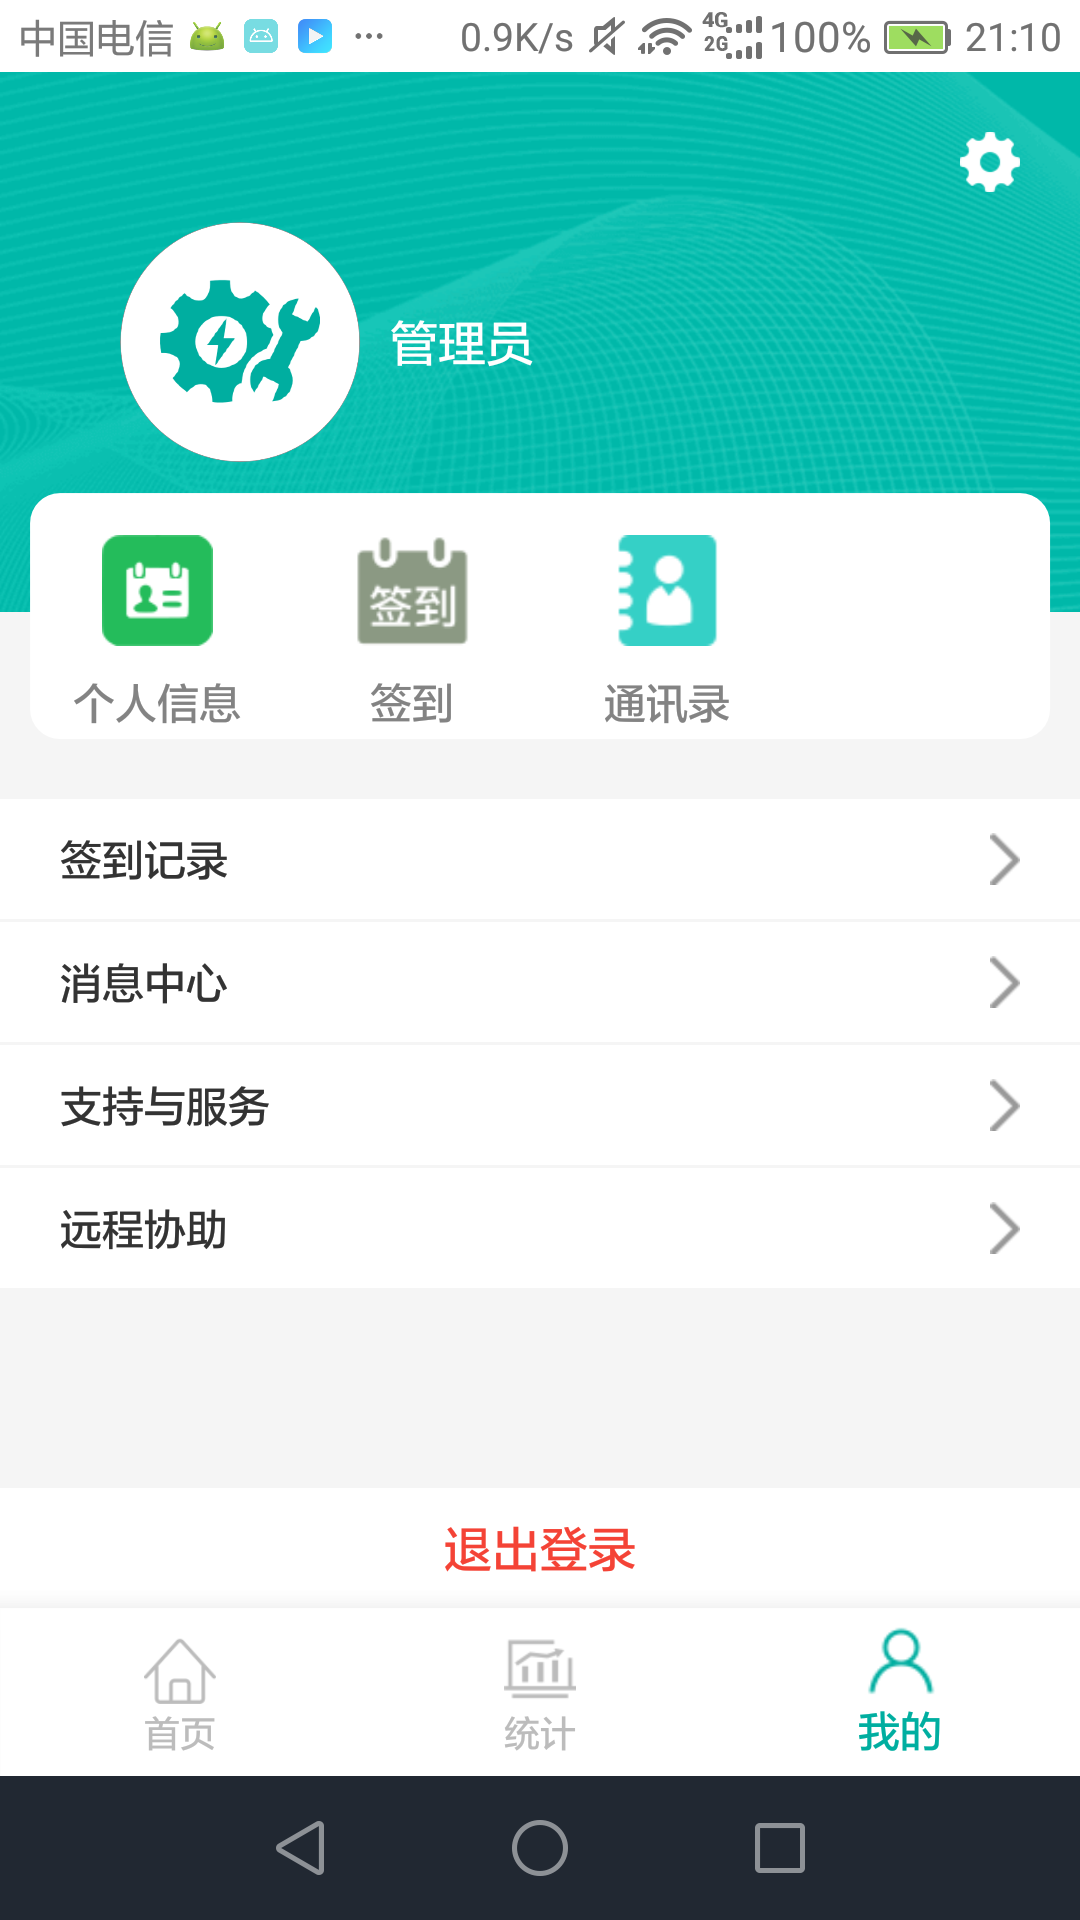 中国电信 ... 0.9K/s 4G 2G 100% 21:10
管理员
签到
个人信息 签到 通讯录
签到记录
消息中心
支持与服务
远程协助
退出登录
首页 统计 我的